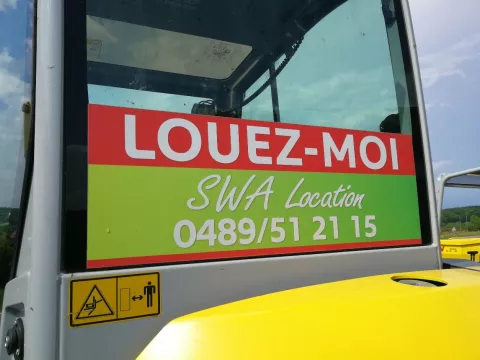 LOUEZ-MOI
SWA Location
0489/51 21 15